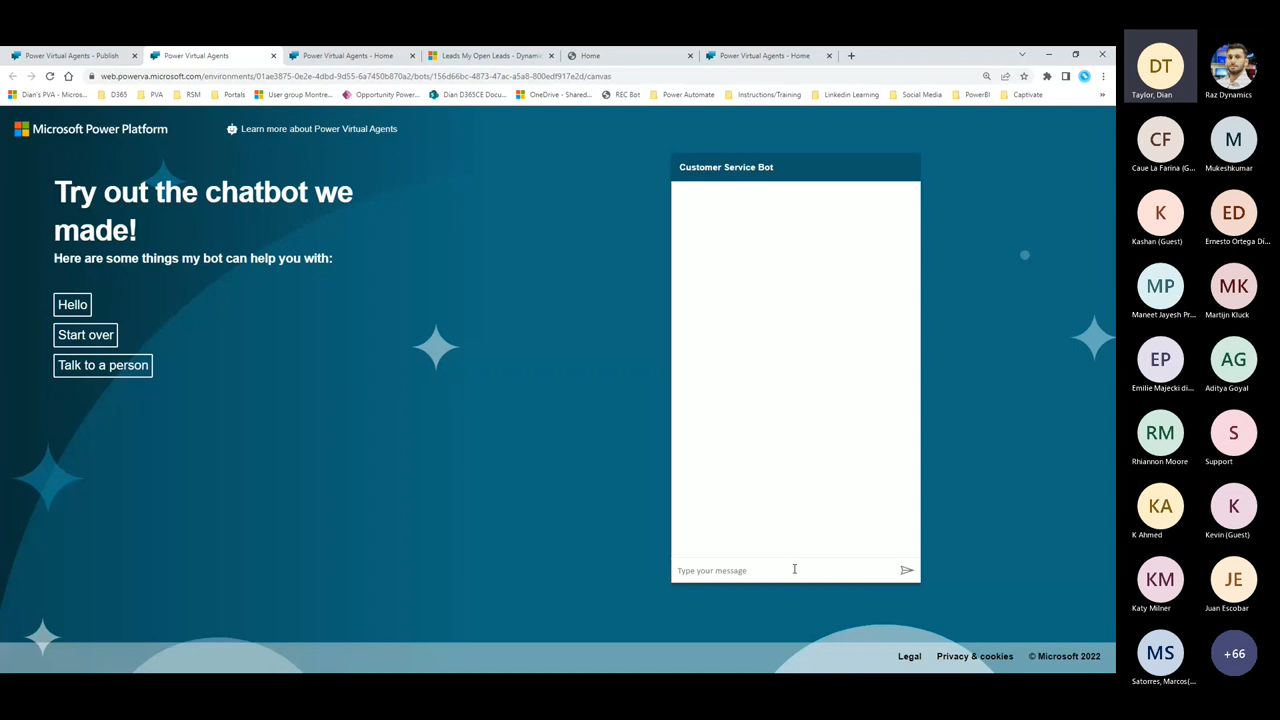 Power Virtual Agents - Publish
Power Virtual Agents
Power Virtual Agents - Home
Leads My Open Leads - Dynamic
Home
Power Virtual Agents - Home
web.powerva.microsoft.com/environments/01ae3875-0e2e-4dbd-9d55-6a7450b870a2/bots/156d66bc-4873-47ac-a5a8-800edf917e2d/canvas
Dian's PVA - Micros...
D365
PVA
RSM
Portals
User group Montre...
Opportunity Power...
Dian D365CE Docu...
OneDrive - Shared...
REC Bot
Power Automate
Instructions/Training
Linkedin Learning
Social Media
PowerBI
Captivate
Microsoft Power Platform
Learn more about Power Virtual Agents
Try out the chatbot we
made!
Here are some things my bot can help you with:
Hello
Start over
Talk to a person
Customer Service Bot
Type your message
Legal
Privacy & cookies
© Microsoft 2022
DT
Taylor, Dian
Raz Dynamics
CF
Caue La Farina (G...
M
Mukeshkumar
K
Kashan (Guest)
ED
Ernesto Ortega Di...
MP
Maneet Jayesh Pr...
MK
Martijn Kluck
EP
Emilie Majecki di...
AG
Aditya Goyal
RM
Rhiannon Moore
S
Support
KA
K Ahmed
K
Kevin (Guest)
KM
Katy Milner
JE
Juan Escobar
MS
Satorres, Marcos(...
+66